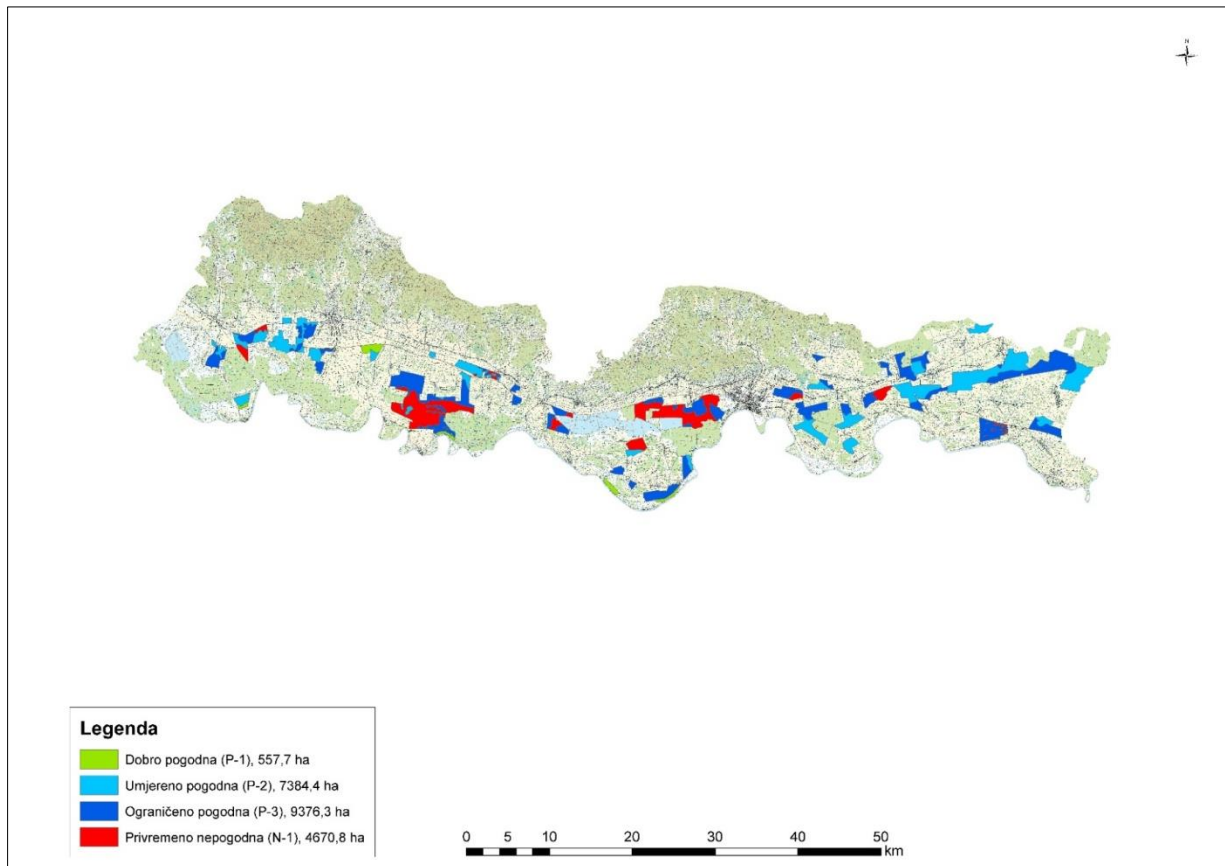 N
Legenda
Dobro pogodna (P-1), 557,7 ha
Umjereno pogodna (P-2), 7384,4 ha
Ograničeno pogodna (P-3), 9376,3 ha
Privremeno nepogodna (N-1), 4670,8 ha
0 5 10 20 30 40 50
km